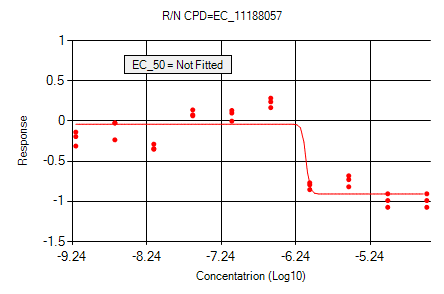 R/N CPD=EC_11188057
1
EC_50 = Not Fitted
0.5
0
Response
-0.5
-1
-1.5
-9.24 -8.24 -7.24 -6.24 -5.24
Concentatrion (Log10)